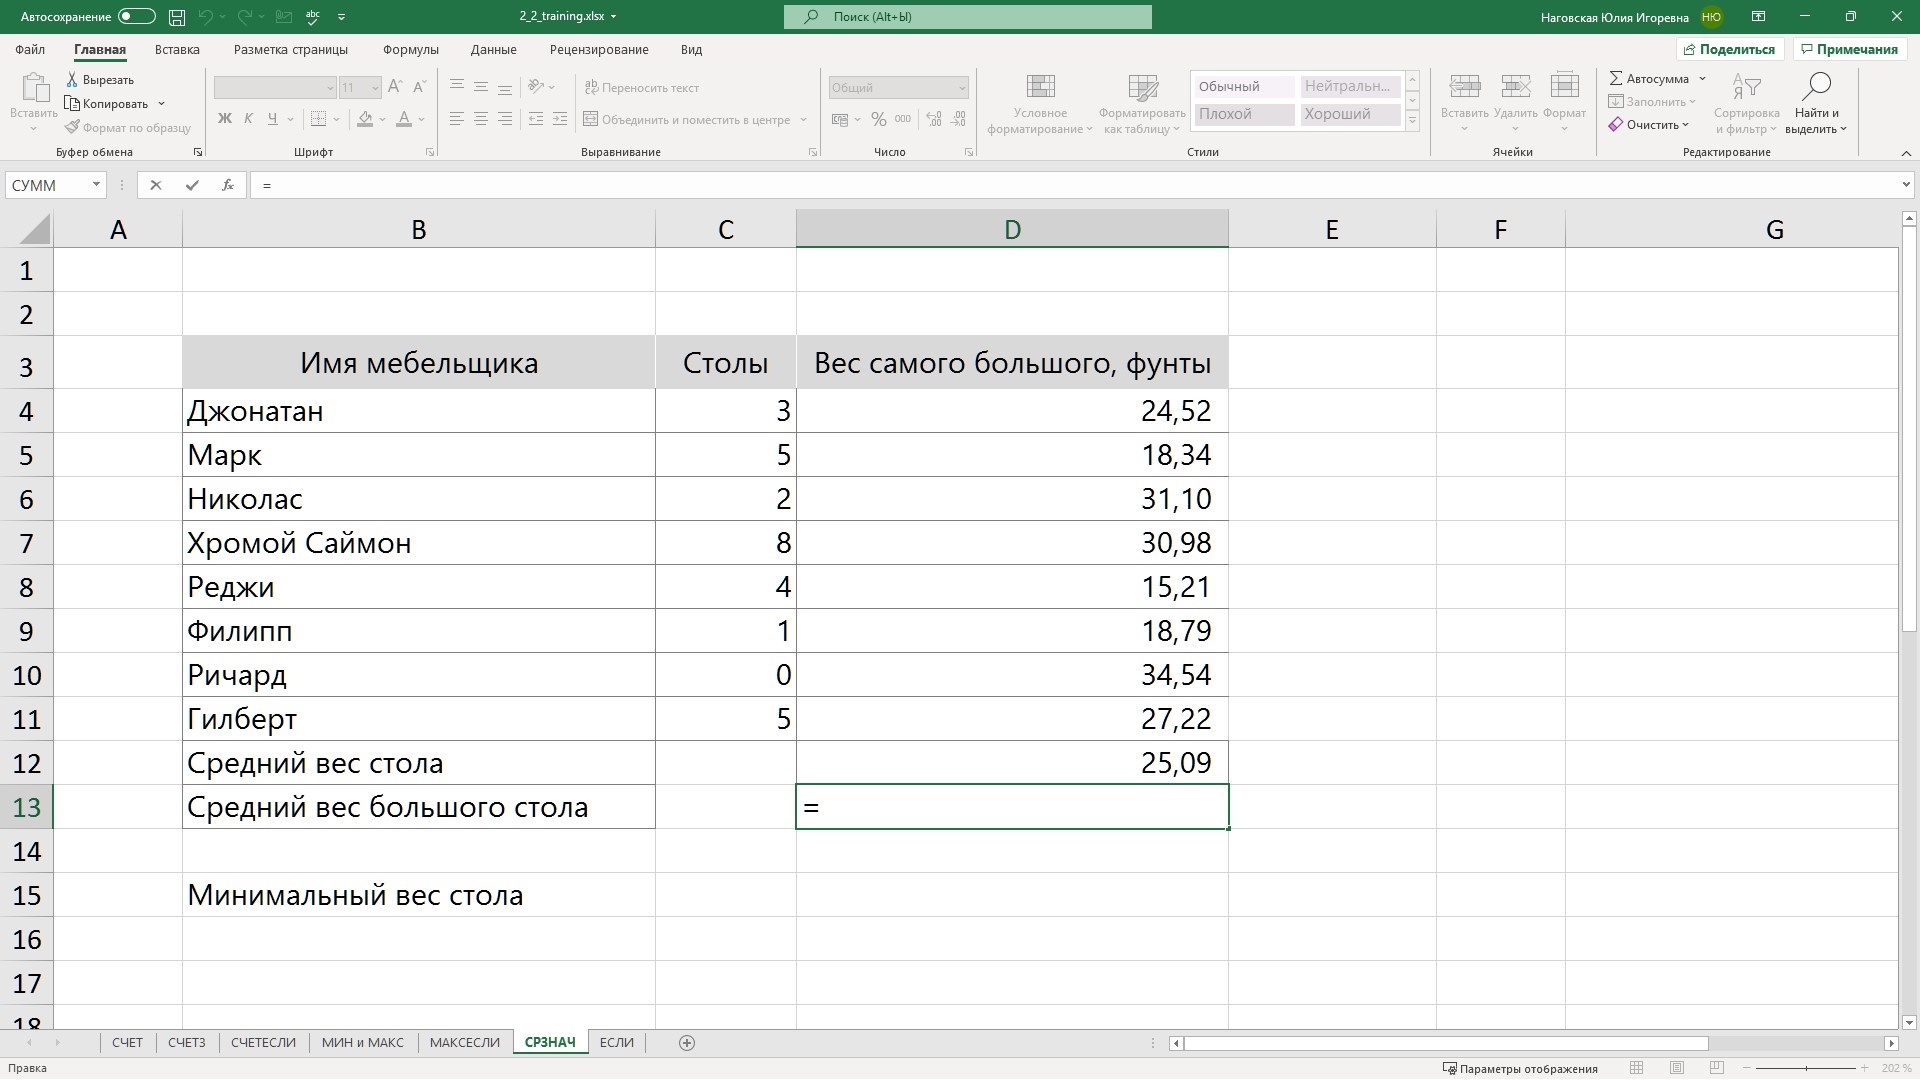 Автосохранение
2_2_training.xlsx
Поиск (Alt+Ы)
Наговская Юлия Игоревна
НЮ
Файл Главная Вставка Разметка страницы Формулы Данные Рецензирование Вид
Поделиться
Примечания
Вставить
Вырезать
Копировать
Формат по образцу
Буфер обмена
11
Ж К Ч
Шрифт
Переносить текст
Объединить и поместить в центре
Выравнивание
Общий
% 000
Число
Условное форматирование
Форматировать как таблицу
Обычный Нейтральн...
Плохой Хороший
Стили
Вставить Удалить Формат
Ячейки
Автосумма
Заполнить
Очистить
Сортировка и фильтр
Найти и выделить
Редактирование
СУММ
fx
=
A B C D E F G
1
2
3 Имя мебельщика Столы Вес самого большого, фунты
4 Джонатан 3 24,52
5 Марк 5 18,34
6 Николас 2 31,10
7 Хромой Саймон 8 30,98
8 Реджи 4 15,21
9 Филипп 1 18,79
10 Ричард 0 34,54
11 Гилберт 5 27,22
12 Средний вес стола 25,09
13 Средний вес большого стола =
14
15 Минимальный вес стола
16
17
18
СЧЕТ СЧЕТЗ СЧЕТЕСЛИ МИН и МАКС МАКСЕСЛИ СРЗНАЧ ЕСЛИ
Правка
Параметры отображения
202 %